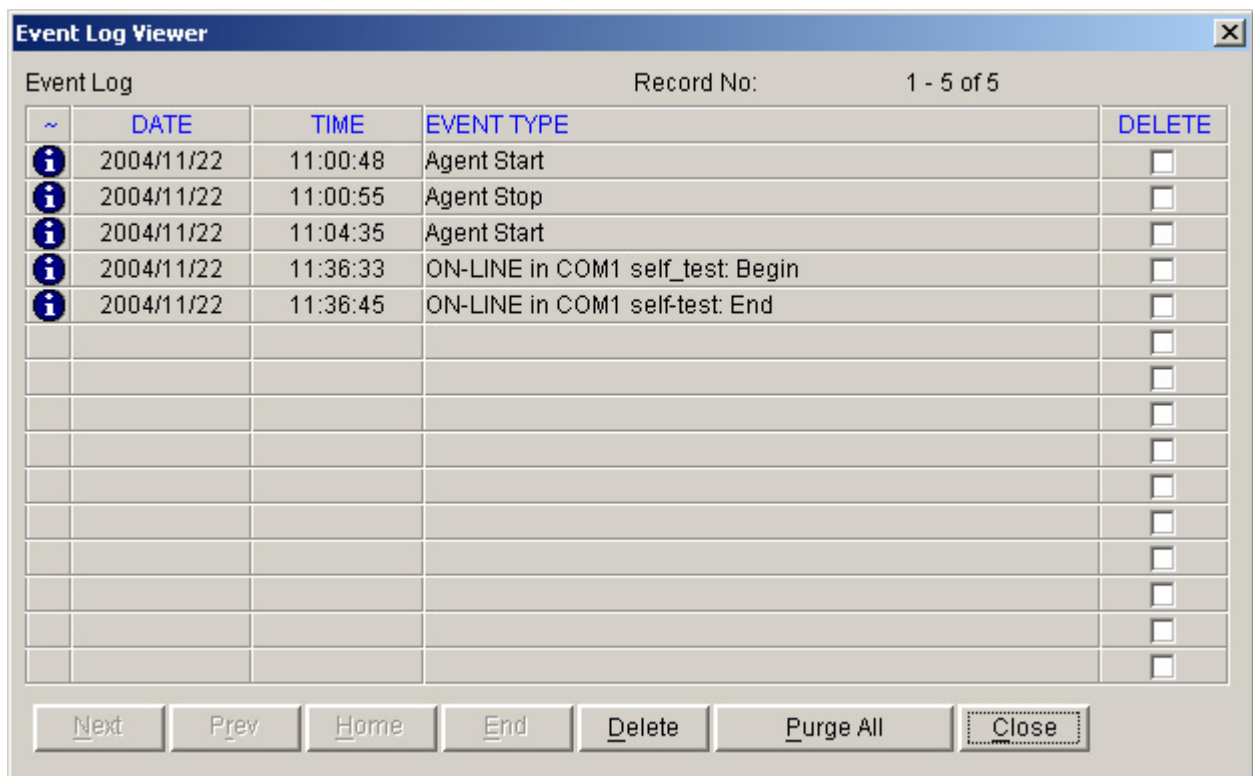 Event Log Viewer
Event Log Record No: 1 - 5 of 5
~ DATE TIME EVENT TYPE DELETE
2004/11/22 11:00:48 Agent Start
2004/11/22 11:00:55 Agent Stop
2004/11/22 11:04:35 Agent Start
2004/11/22 11:36:33 ON-LINE in COM1 self_test: Begin
2004/11/22 11:36:45 ON-LINE in COM1 self-test: End
Next Prev Home End Delete Purge All Close